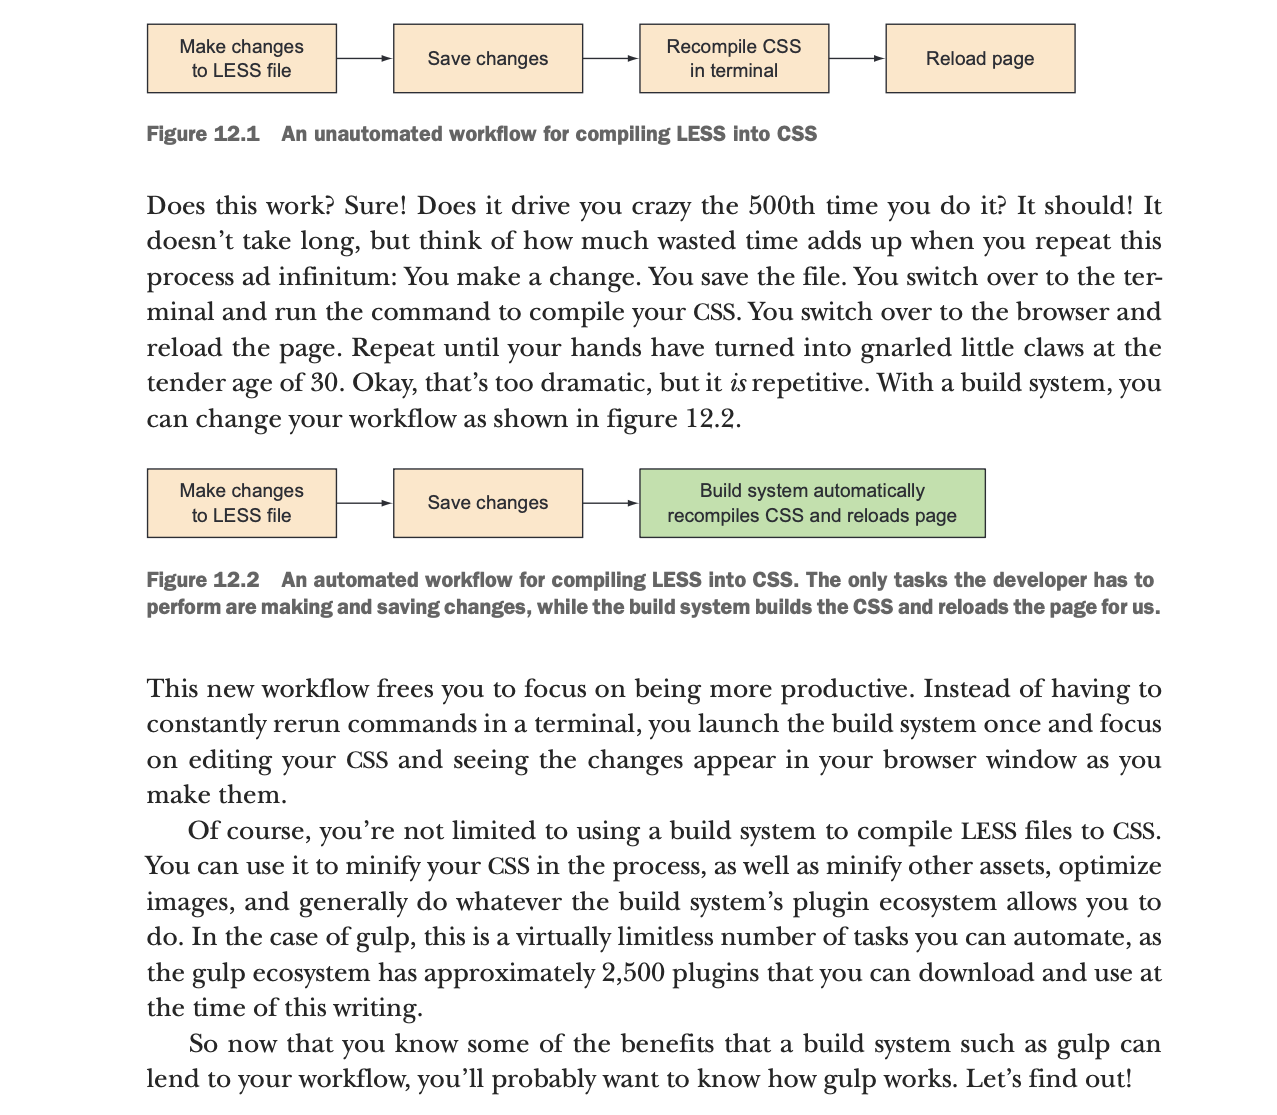 Make changes
to LESS file
Save changes
Recompile CSS
in terminal
Reload page
Figure 12.1 An unautomated workflow for compiling LESS into CSS
Does this work? Sure! Does it drive you crazy the 500th time you do it? It should! It
doesn’t take long, but think of how much wasted time adds up when you repeat this
process ad infinitum: You make a change. You save the file. You switch over to the ter-
minal and run the command to compile your CSS. You switch over to the browser and
reload the page. Repeat until your hands have turned into gnarled little claws at the
tender age of 30. Okay, that’s too dramatic, but it is repetitive. With a build system, you
can change your workflow as shown in figure 12.2.
Make changes
to LESS file
Save changes
Build system automatically
recompiles CSS and reloads page
Figure 12.2 An automated workflow for compiling LESS into CSS. The only tasks the developer has to
perform are making and saving changes, while the build system builds the CSS and reloads the page for us.
This new workflow frees you to focus on being more productive. Instead of having to
constantly rerun commands in a terminal, you launch the build system once and focus
on editing your CSS and seeing the changes appear in your browser window as you
make them.
Of course, you’re not limited to using a build system to compile LESS files to CSS.
You can use it to minify your CSS in the process, as well as minify other assets, optimize
images, and generally do whatever the build system’s plugin ecosystem allows you to
do. In the case of gulp, this is a virtually limitless number of tasks you can automate, as
the gulp ecosystem has approximately 2,500 plugins that you can download and use at
the time of this writing.
So now that you know some of the benefits that a build system such as gulp can
lend to your workflow, you’ll probably want to know how gulp works. Let’s find out!